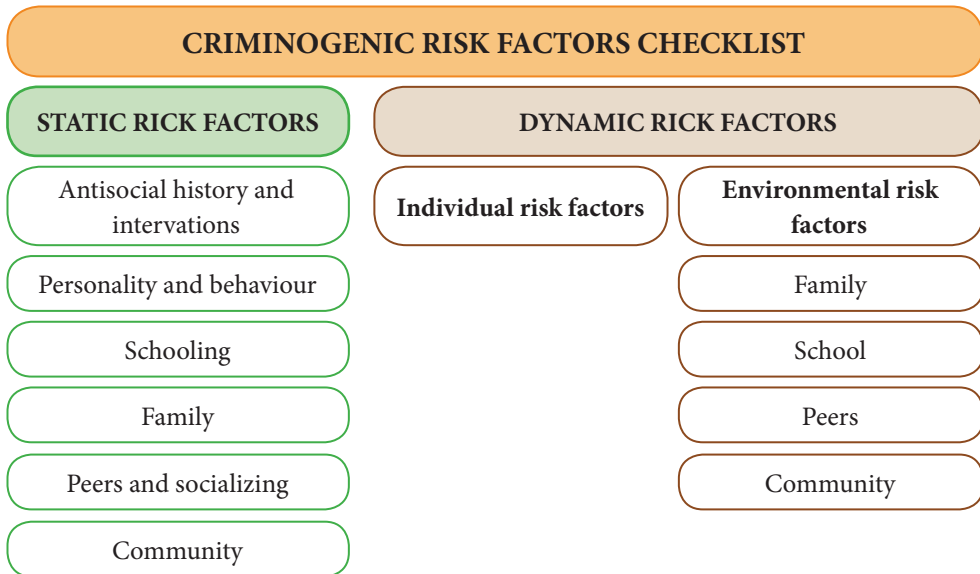 CRIMINOGENIC RISK FACTORS CHECKLIST
STATIC RICK FACTORS
Antisocial history and
intervations
Personality and behaviour
Schooling
Family
Peers and socializing
Community
DYNAMIC RICK FACTORS
Individual risk factors
Environmental risk
factors
Family
School
Peers
Community